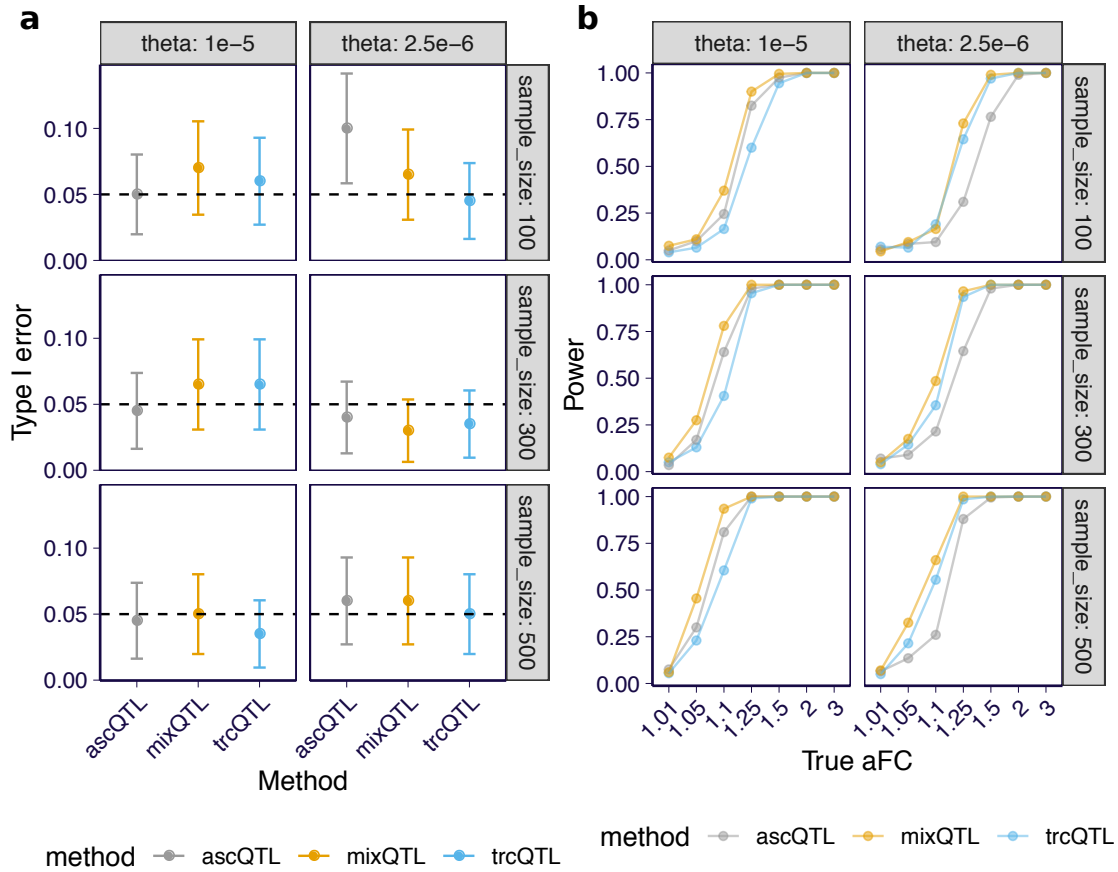 a
theta: 1e−5
theta: 2.5e−6
sample_size: 100
sample_size: 300
sample_size: 500
Type I error
0.10
0.05
0.00
0.10
0.05
0.00
0.10
0.05
0.00
ascQTL
mixQTL
trcQTL
ascQTL
mixQTL
trcQTL
Method
method ascQTL mixQTL trcQTL
b
theta: 1e−5
theta: 2.5e−6
sample_size: 100
sample_size: 300
sample_size: 500
Power
1.00
0.75
0.50
0.25
0.00
1.00
0.75
0.50
0.25
0.00
1.00
0.75
0.50
0.25
0.00
1.01
1.05
1.1
1.25
1.5
2
3
1.01
1.05
1.1
1.25
1.5
2
3
True aFC
method ascQTL mixQTL trcQTL